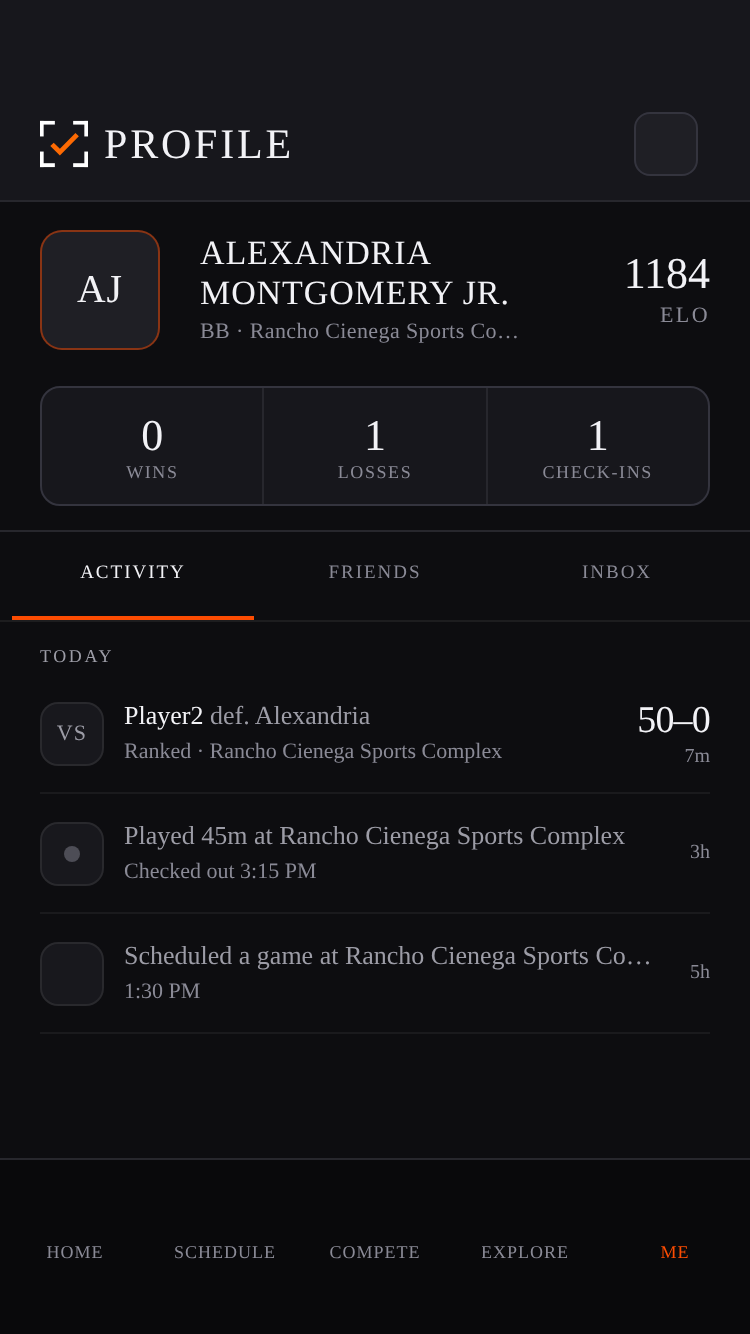 PROFILE
AJ
ALEXANDRIA
MONTGOMERY JR.
BB · Rancho Cienega Sports Co…
1184
ELO
0
WINS
1
LOSSES
1
CHECK-INS
ACTIVITY
FRIENDS
INBOX
TODAY
VS
Player2 def. Alexandria
Ranked · Rancho Cienega Sports Complex
50–0
7m
Played 45m at Rancho Cienega Sports Complex
Checked out 3:15 PM
3h
Scheduled a game at Rancho Cienega Sports Co…
1:30 PM
5h
HOME
SCHEDULE
COMPETE
EXPLORE
ME